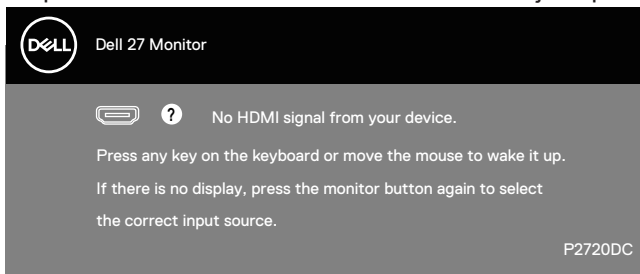 DELL Dell 27 Monitor
? No HDMI signal from your device.
Press any key on the keyboard or move the mouse to wake it up.
If there is no display, press the monitor button again to select
the correct input source.
P2720DC